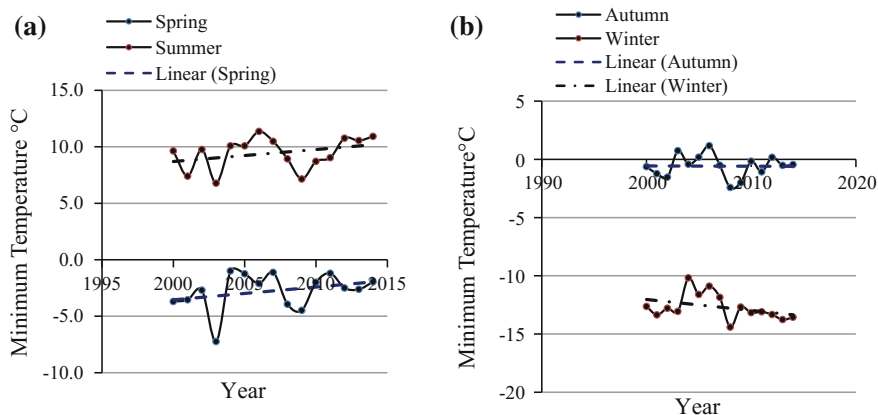 (a)
Spring
Summer
Linear (Spring)
15.0
10.0
5.0
0.0
-5.0
-10.0
1995
2000
2005
2010
2015
Minimum Temperature °C
Year
(b)
Autumn
Winter
Linear (Autumn)
Linear (Winter)
5
0
-5
-10
-15
-20
1990
2000
2010
2020
Minimum Temperature°C
Year